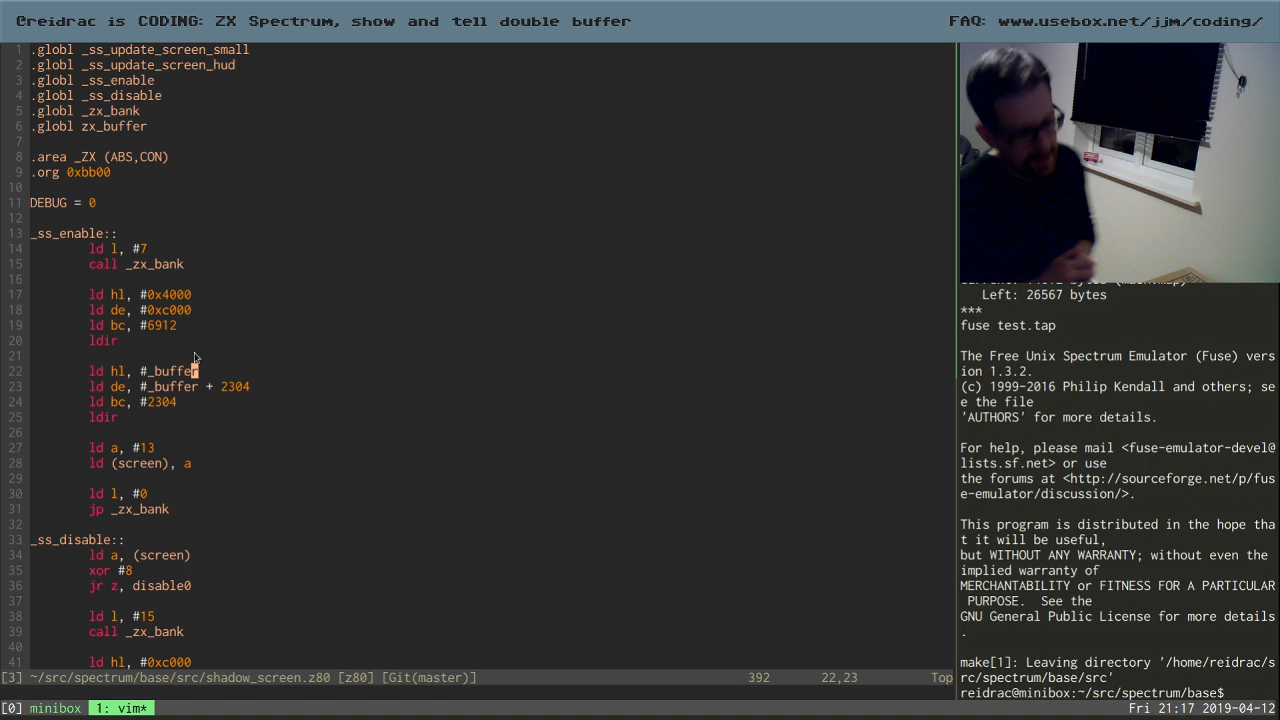 @reidrac is CODING: ZX Spectrum, show and tell double buffer
FAQ: www.usebox.net/jjm/coding/
1 .globl _ss_update_screen_small
2 .globl _ss_update_screen_hud
3 .globl _ss_enable
4 .globl _ss_disable
5 .globl _zx_bank
6 .globl zx_buffer
7
8 .area _ZX (ABS,CON)
9 .org 0xbb00
10
11 DEBUG = 0
12
13 _ss_enable::
14 ld l, #7
15 call _zx_bank
16
17 ld hl, #0x4000
18 ld de, #0xc000
19 ld bc, #6912
20 ldir
21
22 ld hl, #_buffer
23 ld de, #_buffer + 2304
24 ld bc, #2304
25 ldir
26
27 ld a, #13
28 ld (screen), a
29
30 ld l, #0
31 jp _zx_bank
32
33 _ss_disable::
34 ld a, (screen)
35 xor #8
36 jr z, disable0
37
38 ld l, #15
39 call _zx_bank
40
41 ld hl, #0xc000
[3] ~/src/spectrum/base/src/shadow_screen.z80 [z80] [Git(master)] 392 22,23 Top
Left: 26567 bytes
***
fuse test.tap
The Free Unix Spectrum Emulator (Fuse) vers
ion 1.3.2.
(c) 1999-2016 Philip Kendall and others; se
e the file
'AUTHORS' for more details.
For help, please mail <fuse-emulator-devel@
lists.sf.net> or use
the forums at <http://sourceforge.net/p/fus
e-emulator/discussion/>.
This program is distributed in the hope tha
t it will be useful,
but WITHOUT ANY WARRANTY; without even the
implied warranty of
MERCHANTABILITY or FITNESS FOR A PARTICULAR
PURPOSE. See the
GNU General Public License for more details
.
make[1]: Leaving directory '/home/reidrac/s
rc/spectrum/base/src'
reidrac@minibox:~/src/spectrum/base$
[0] minibox 1: vim*
Fri 21:17 2019-04-12